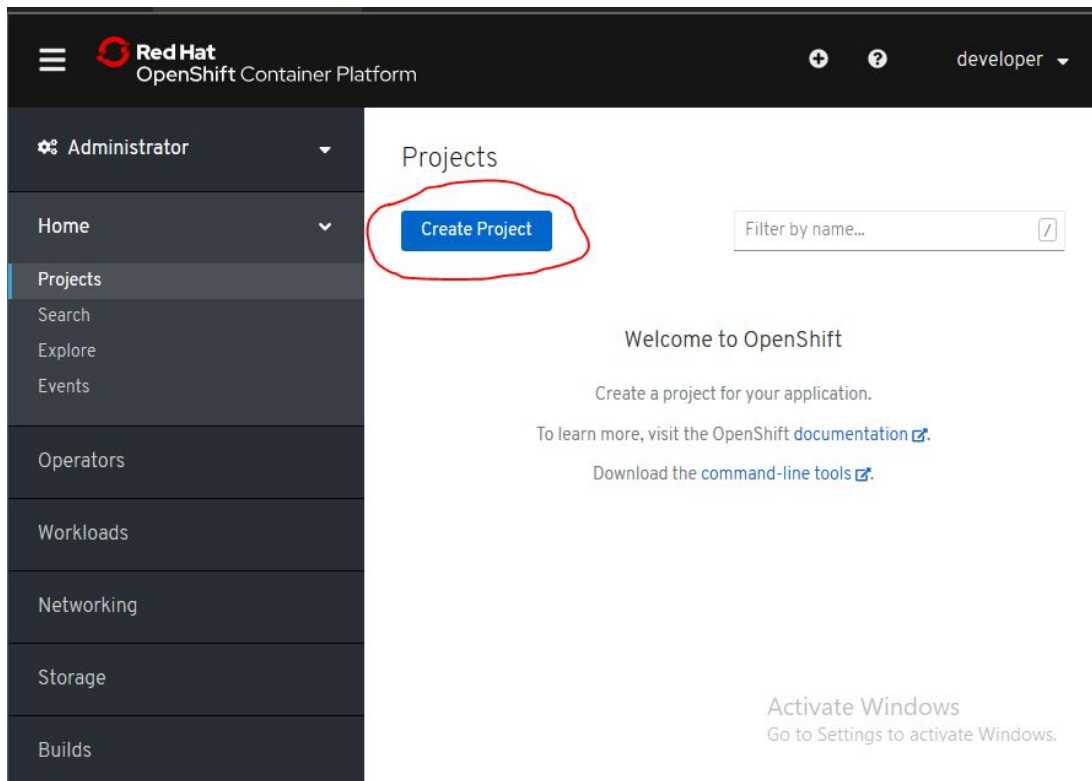 Red Hat
OpenShift Container Platform
developer
Administrator
Home
Projects
Search
Explore
Events
Operators
Workloads
Networking
Storage
Builds
Projects
Create Project
Filter by name...
/
Welcome to OpenShift
Create a project for your application.
To learn more, visit the OpenShift documentation.
Download the command-line tools.
Activate Windows
Go to Settings to activate Windows.